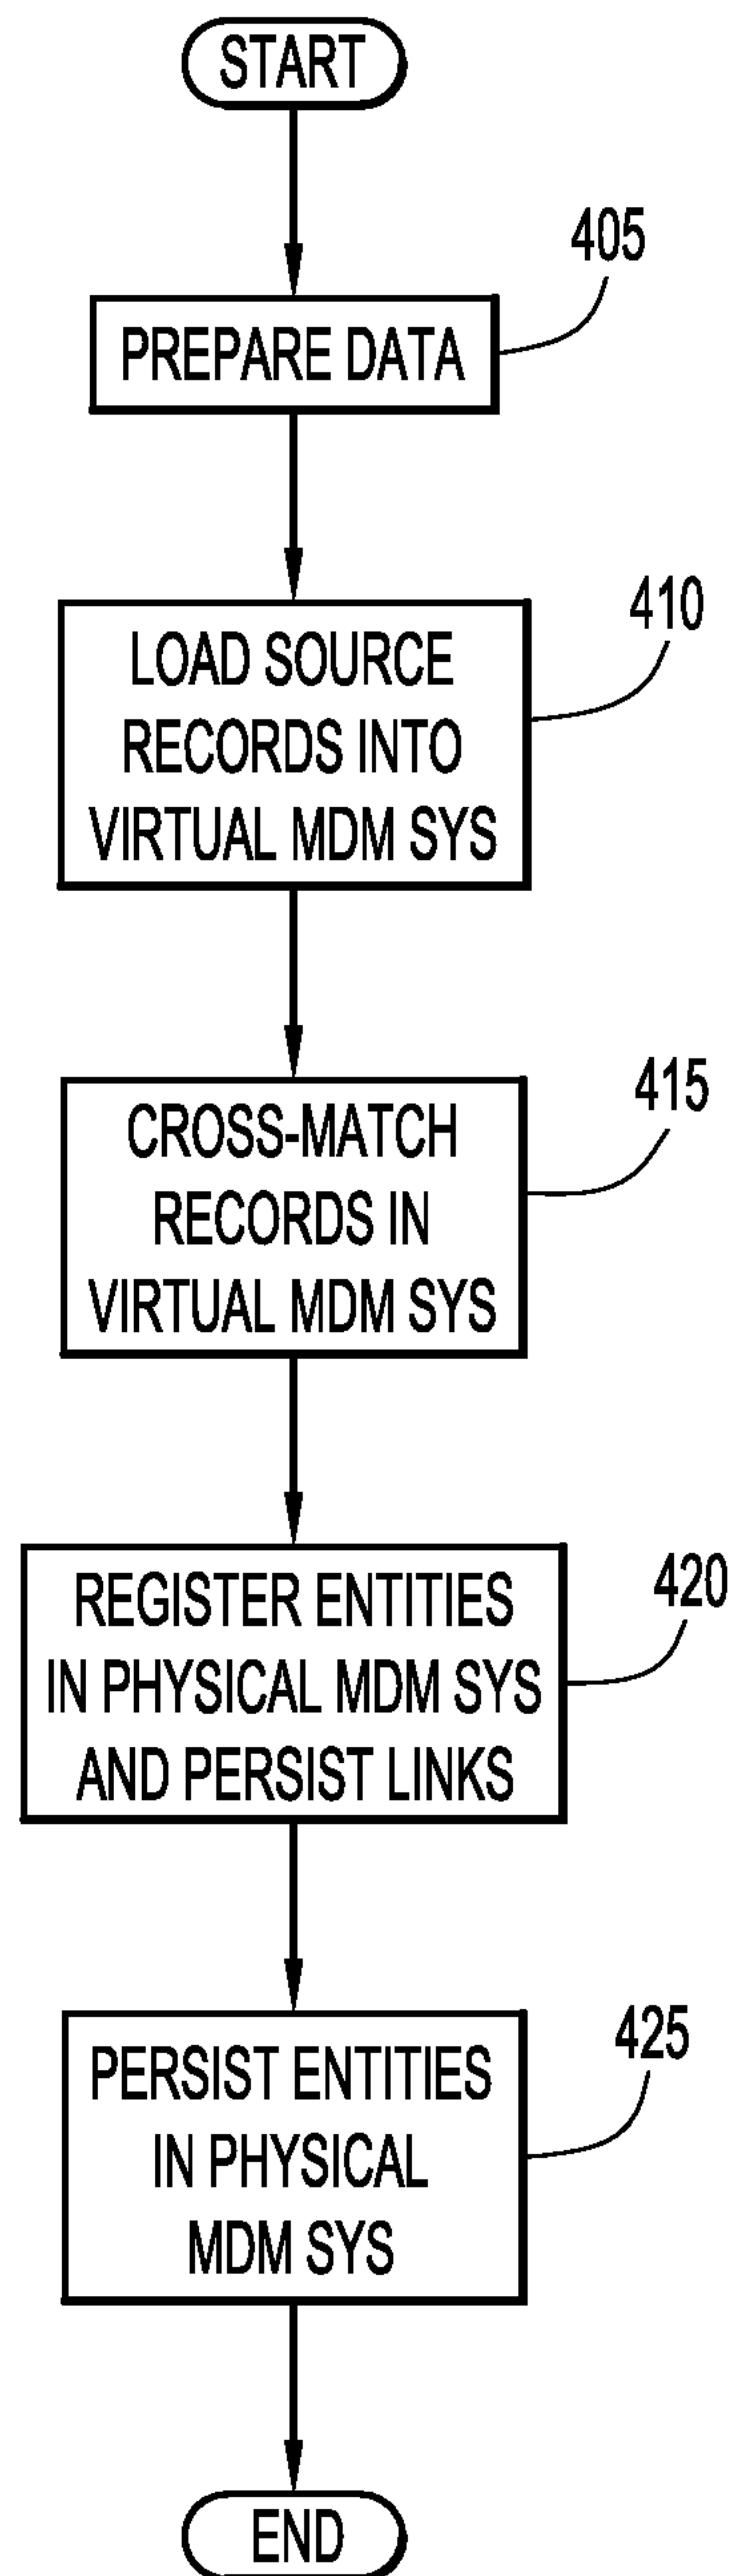 START
405
PREPARE DATA
410
LOAD SOURCE
RECORDS INTO
VIRTUAL MDM SYS
415
CROSS-MATCH
RECORDS IN
VIRTUAL MDM SYS
420
REGISTER ENTITIES
IN PHYSICAL MDM SYS
AND PERSIST LINKS
425
PERSIST ENTITIES
IN PHYSICAL
MDM SYS
END